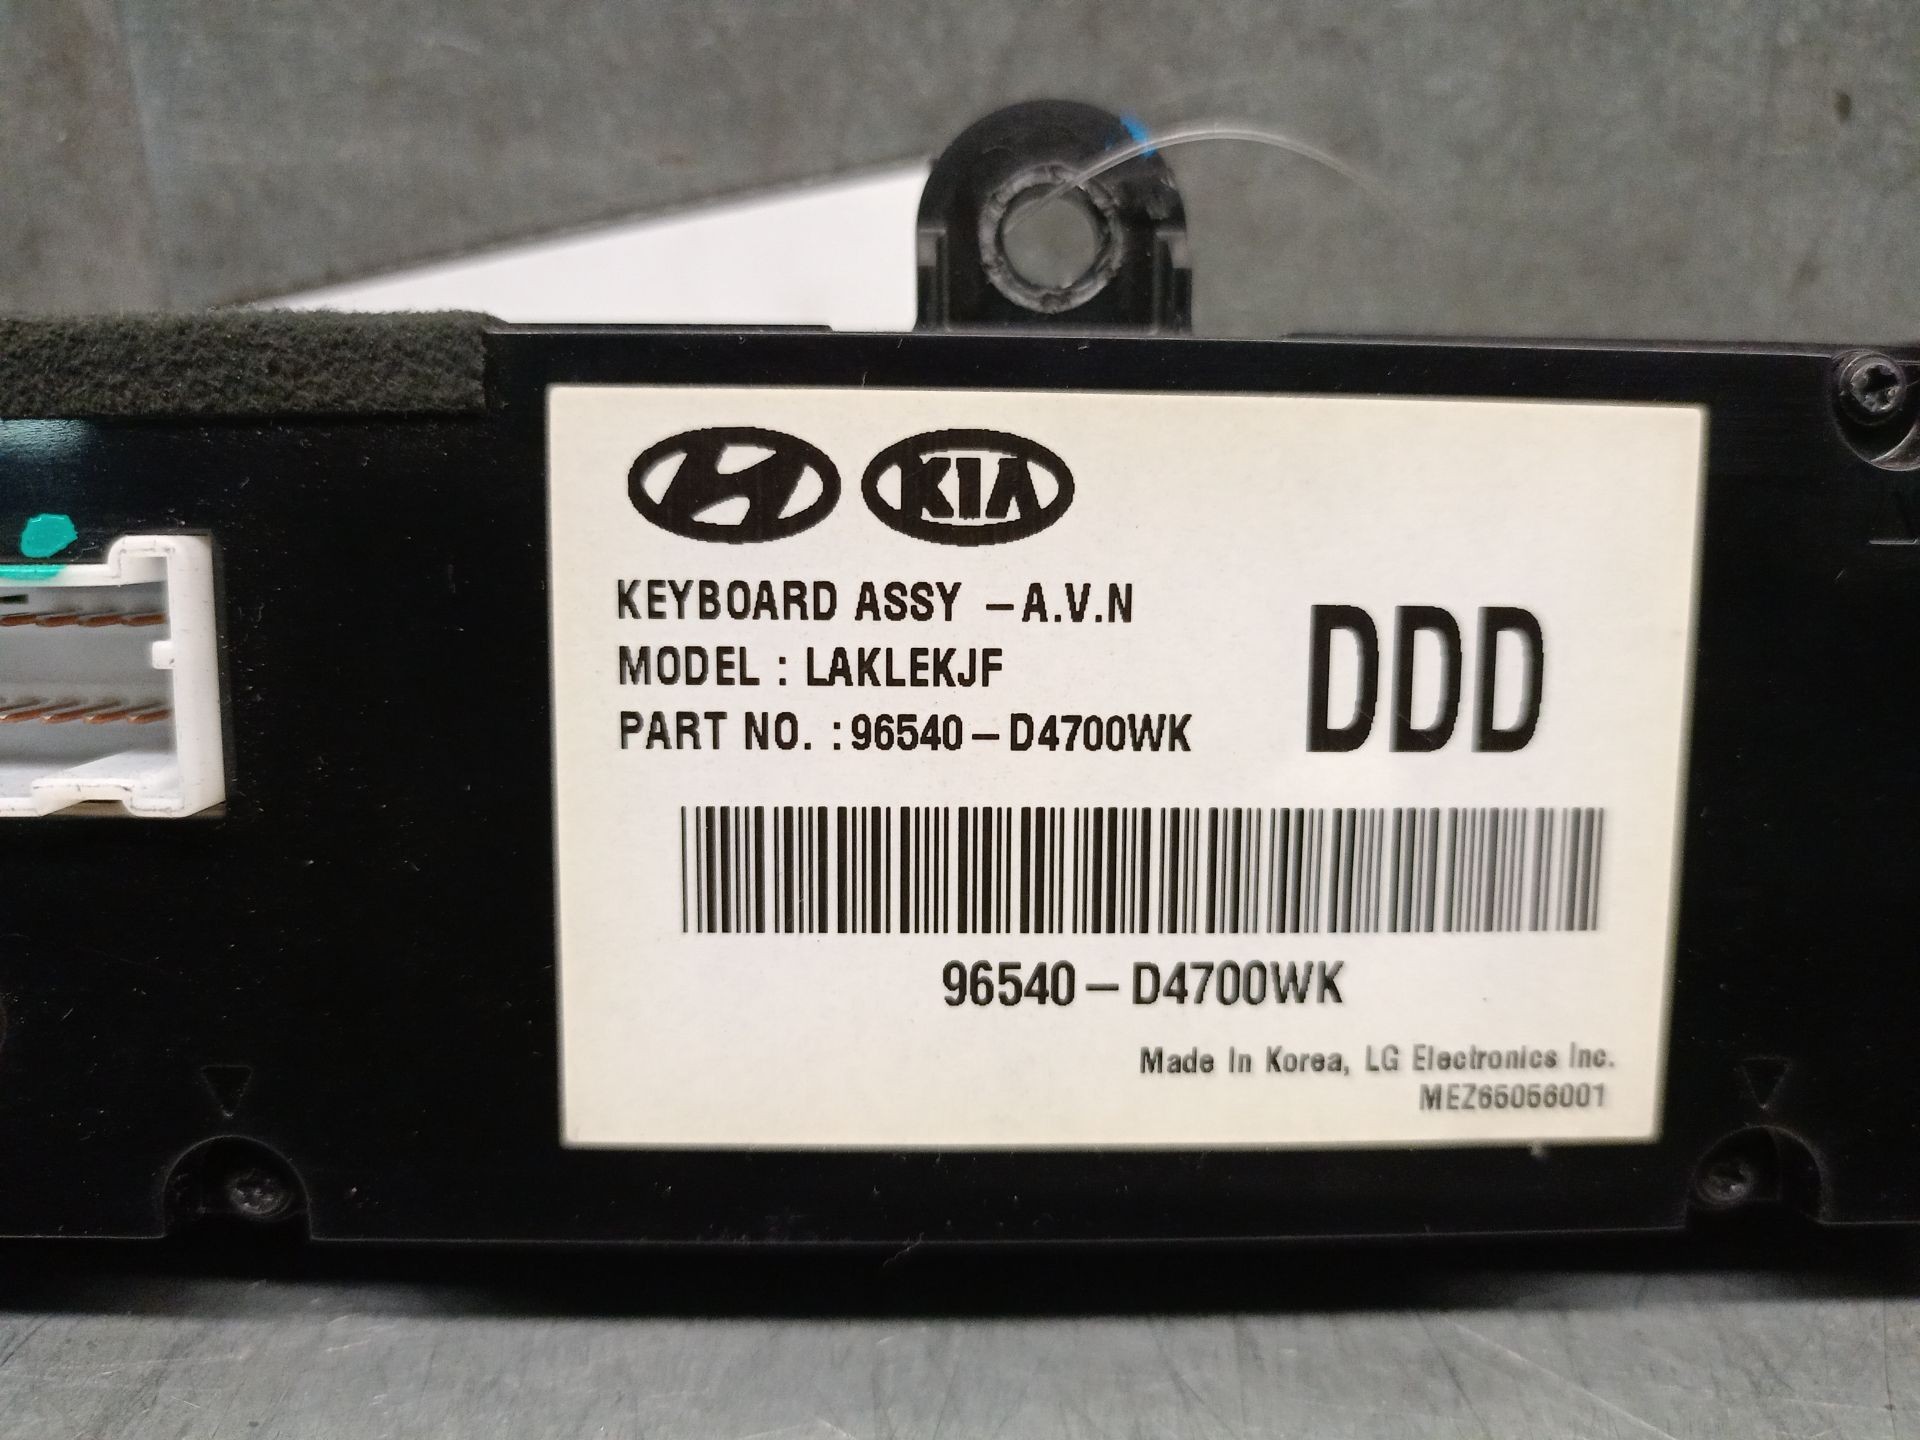 KIA
KEYBOARD ASSY -A.V.N
MODEL : LAKLEKJF
PART NO. : 96540-D4700WK
DDD
96540-D4700WK
Made In Korea, LG Electronics Inc.
MEZ65056001